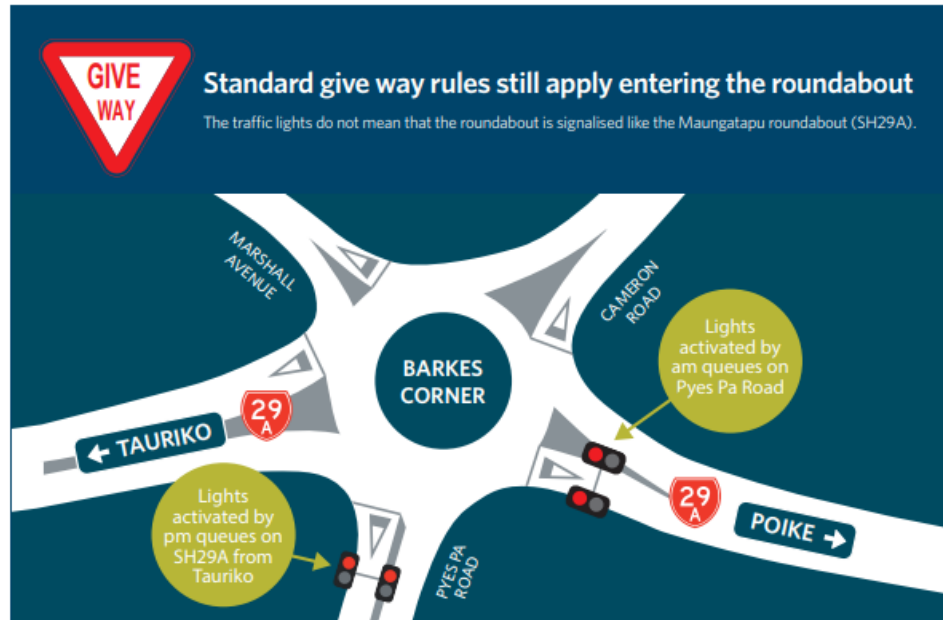 GIVE
WAY
Standard give way rules still apply entering the roundabout
The traffic lights do not mean that the roundabout is signalised like the Maungatapu roundabout (SH29A).
MARSHALL
AVENUE
CAMERON
ROAD
Lights
activated by
am queues on
Pyes Pa Road
BARKES
CORNER
29
A
← TAURIKO
Lights
activated by
pm queues on
SH29A from
Tauriko
PYES PA
ROAD
29
A
POIKE →